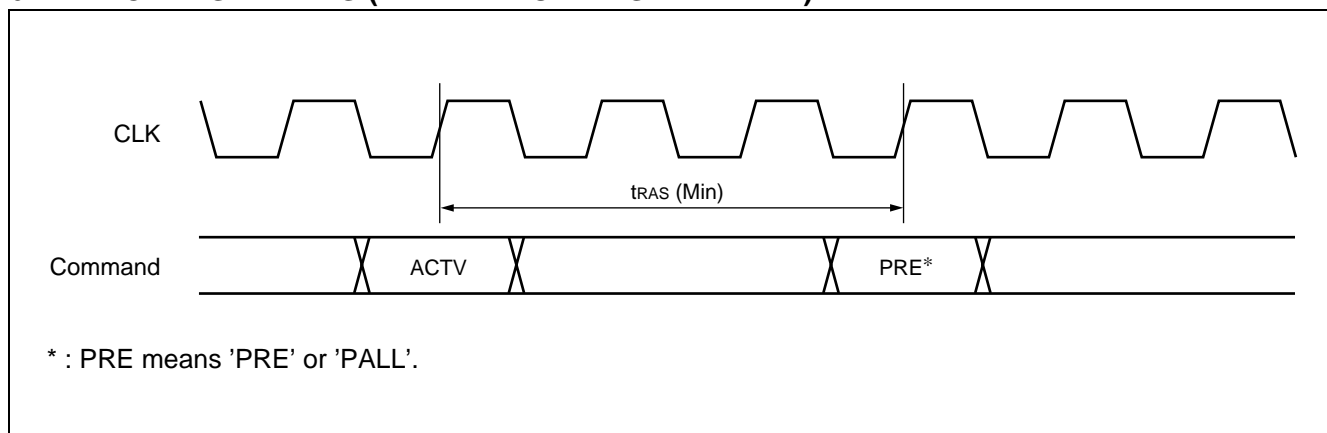 CLK
tRAS (Min)
Command
ACTV
PRE*
* : PRE means 'PRE' or 'PALL'.